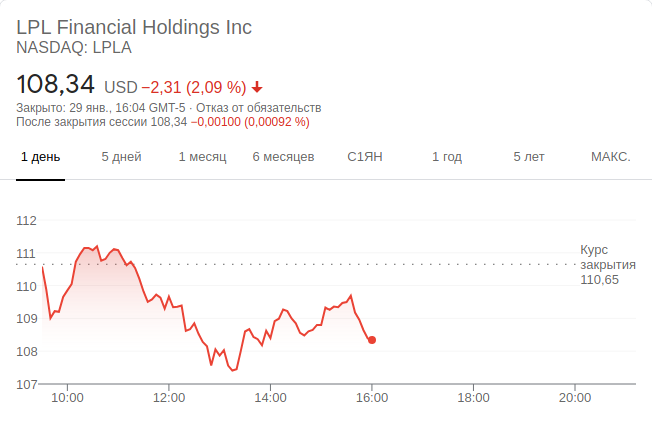 LPL Financial Holdings Inc
NASDAQ: LPLA
108,34 USD −2,31 (2,09 %)
Закрыто: 29 янв., 16:04 GMT-5 · Отказ от обязательств
После закрытия сессии 108,34 −0,00100 (0,00092 %)
1 день 5 дней 1 месяц 6 месяцев С1ЯН 1 год 5 лет МАКС.
112
111
110
109
108
107
Курс
закрытия
110,65
10:00 12:00 14:00 16:00 18:00 20:00